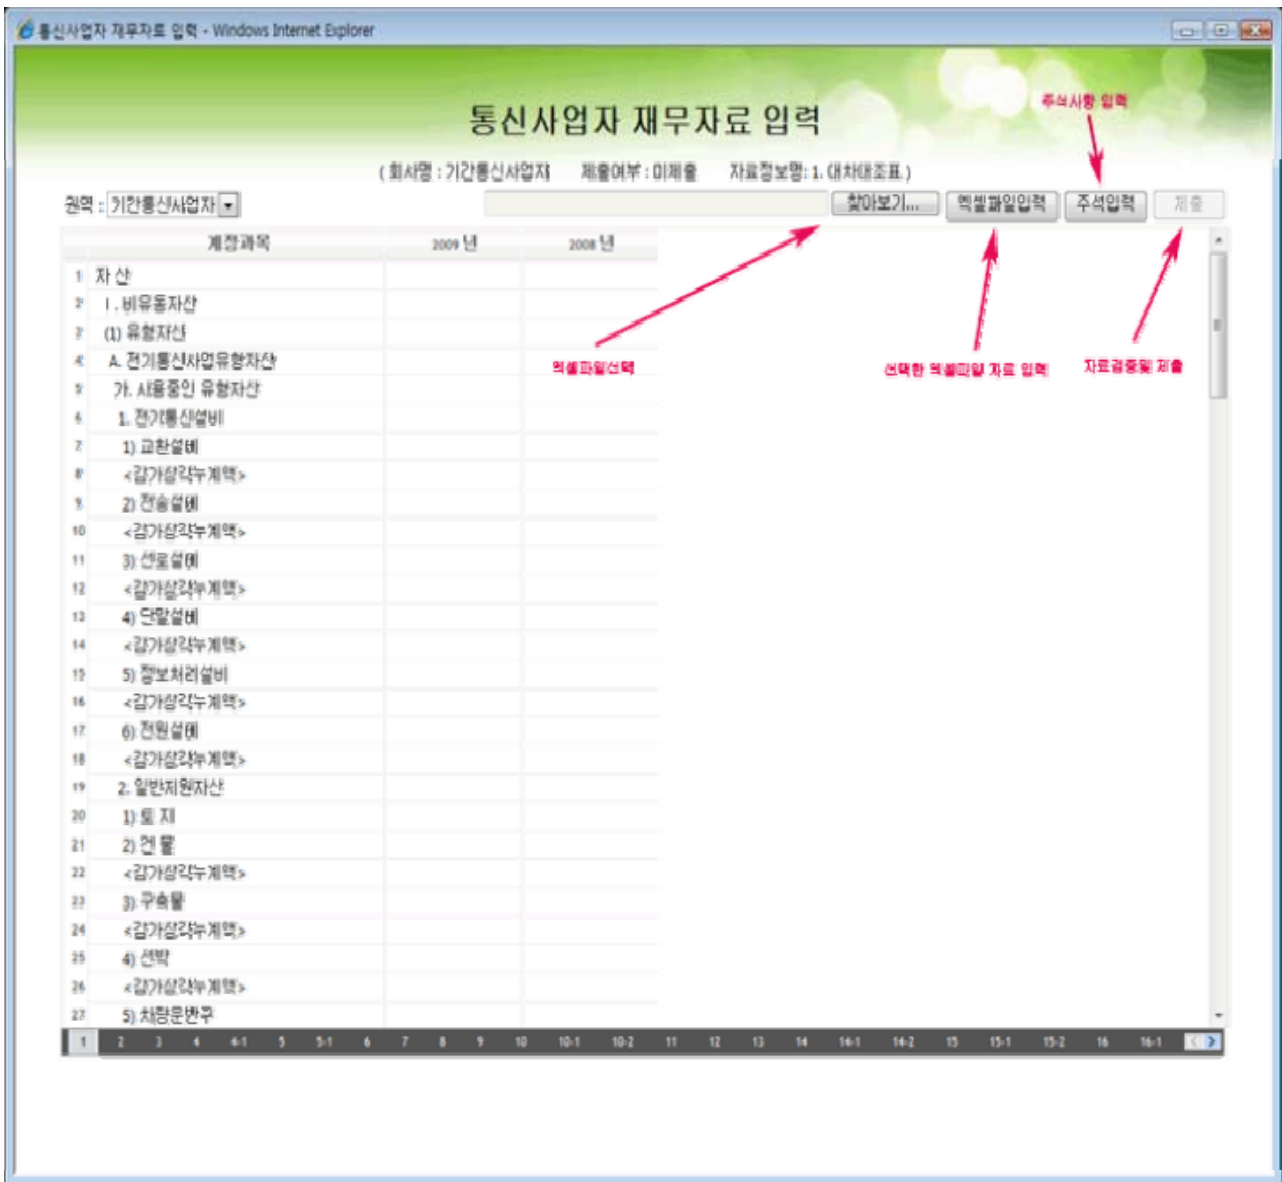 통신사업자 재무자료 입력 - Windows Internet Explorer
주석사항 입력
통신사업자 재무자료 입력
( 회사명 : 기간통신사업자 제출여부 : 미제출 자료정보명: 1. 대차대조표 )
권역 : 기간통신사업자 찾아보기... 엑셀파일입력 주석입력 제출
계정과목 2009 년 2008 년
1 자 산
2 I . 비유동자산
3 (1) 유형자산
4 A. 전기통신사업유형자산
엑셀파일선택 선택한 엑셀파일 자료 입력 자료검증및 제출
5 가. 사용중인 유형자산
6 1. 전기통신설비
7 1) 교환설비
8 <감가상각누계액>
9 2) 전송설비
10 <감가상각누계액>
11 3) 선로설비
12 <감가상각누계액>
13 4) 단말설비
14 <감가상각누계액>
15 5) 정보처리설비
16 <감가상각누계액>
17 6) 전원설비
18 <감가상각누계액>
19 2. 일반지원자산
20 1) 토 지
21 2) 건 물
22 <감가상각누계액>
23 3) 구축물
24 <감가상각누계액>
25 4) 선박
26 <감가상각누계액>
27 5) 차량운반구
1 2 3 4 4-1 5 5-1 6 7 8 9 10 10-1 10-2 11 12 13 14 14-1 14-2 15 15-1 15-2 16 16-1